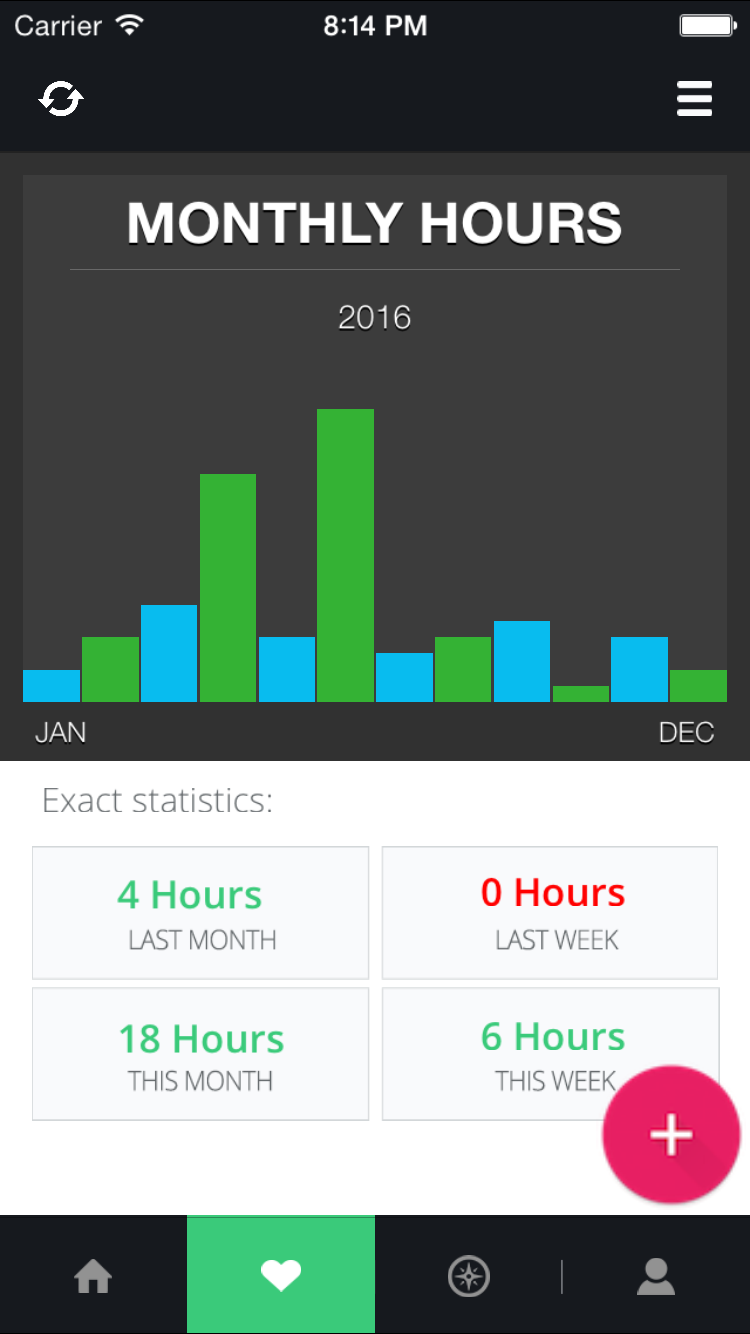 Carrier 8:14 PM
MONTHLY HOURS
2016
JAN DEC
Exact statistics:
4 Hours 0 Hours
LAST MONTH LAST WEEK
18 Hours 6 Hours
THIS MONTH THIS WEEK